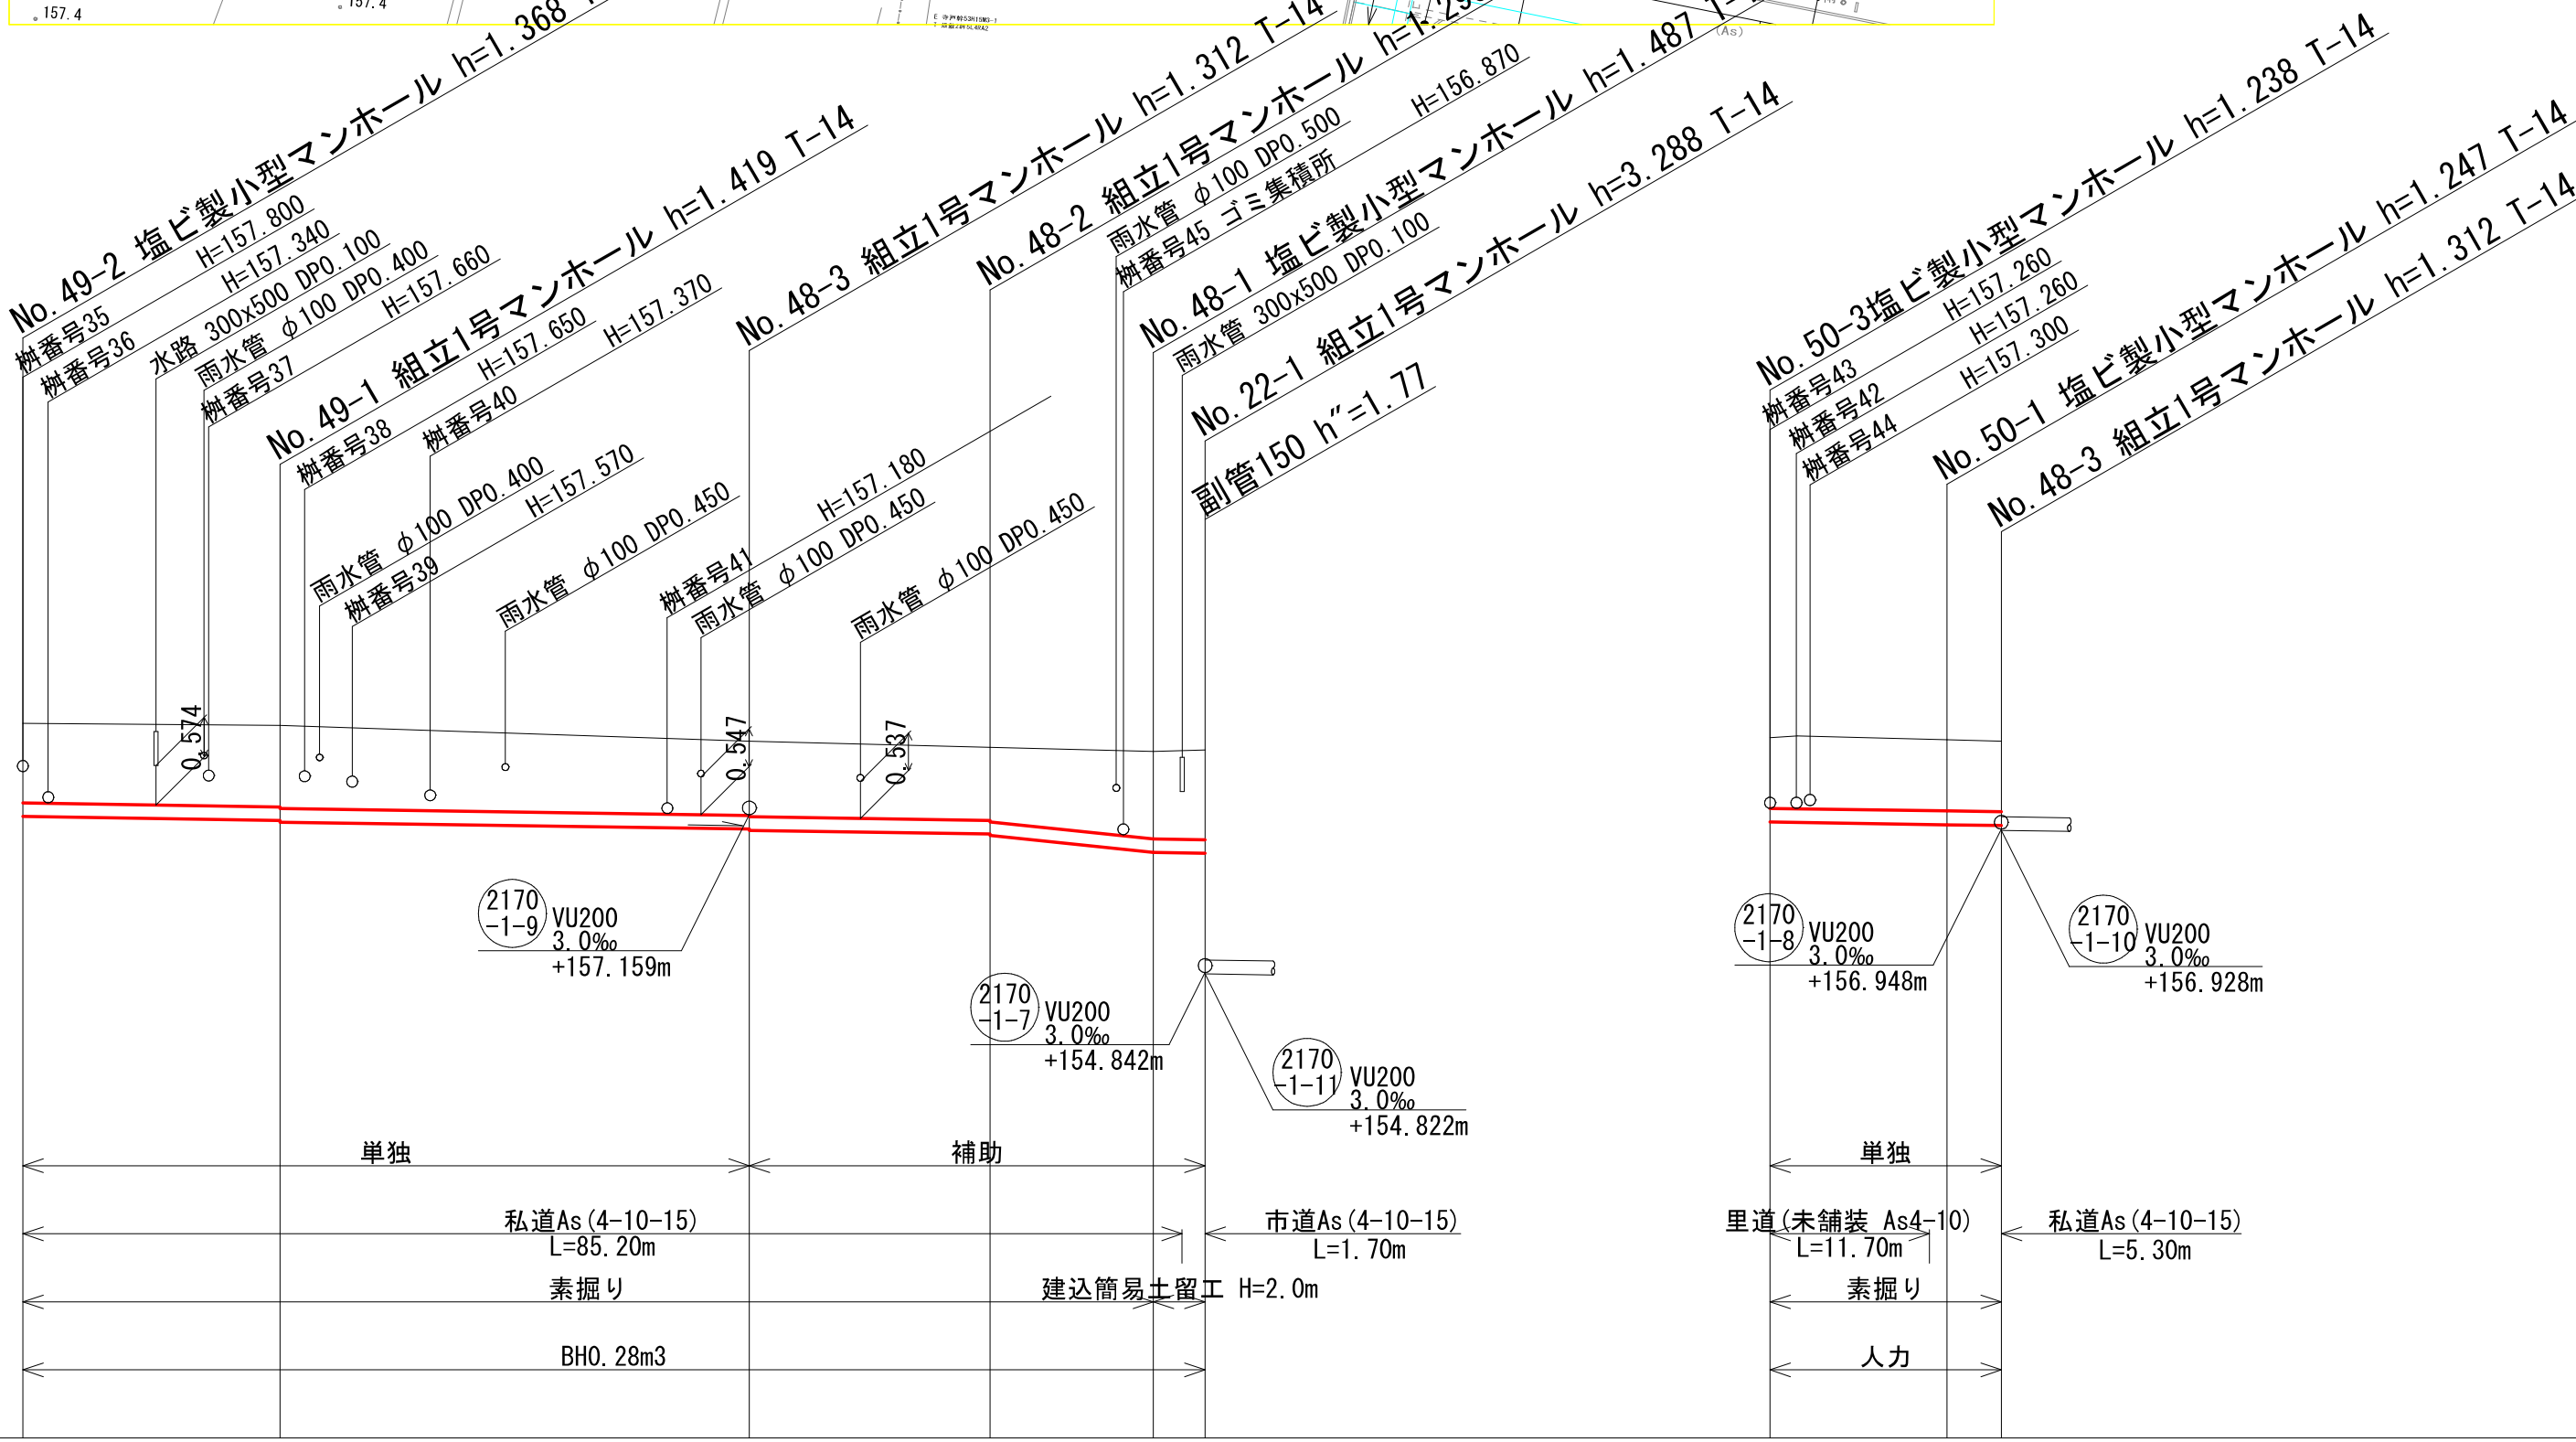 157.4
157.4
(As)
No.49-2 塩ビ製小型マンホール h=1.368
桝番号35 H=157.800
桝番号36 H=157.340
水路 300x500 DP0.100
雨水管 φ100 DP0.400
桝番号37 H=157.660
No.49-1 組立1号マンホール h=1.419 T-14
桝番号38 H=157.650
雨水管 φ100 DP0.400
桝番号39 H=157.570
桝番号40 H=157.370
雨水管 φ100 DP0.450
桝番号41 H=157.180
雨水管 φ100 DP0.450
No.48-3 組立1号マンホール h=1.312 T-14
雨水管 φ100 DP0.450
No.48-2 組立1号マンホール
雨水管 φ100 DP0.500
桝番号45 ゴミ集積所 H=156.870
No.48-1 塩ビ製小型マンホール h=1.487
雨水管 300x500 DP0.100
No.22-1 組立1号マンホール h=3.288 T-14
副管150 h"=1.77
No.50-3塩ビ製小型マンホール h=1.238 T-14
桝番号43 H=157.260
桝番号42 H=157.260
桝番号44 H=157.300
No.50-1 塩ビ製小型マンホール h=1.247 T-14
No.48-3 組立1号マンホール h=1.312 T-14
0.574
0.547
0.537
2170
-1-9
VU200
3.0‰
+157.159m
2170
-1-7
VU200
3.0‰
+154.842m
2170
-1-11
VU200
3.0‰
+154.822m
2170
-1-8
VU200
3.0‰
+156.948m
2170
-1-10
VU200
3.0‰
+156.928m
単独
補助
単独
私道As(4-10-15)
L=85.20m
市道As(4-10-15)
L=1.70m
里道(未舗装 As4-10)
L=11.70m
私道As(4-10-15)
L=5.30m
素掘り
建込簡易土留工 H=2.0m
素掘り
BH0.28m3
人力